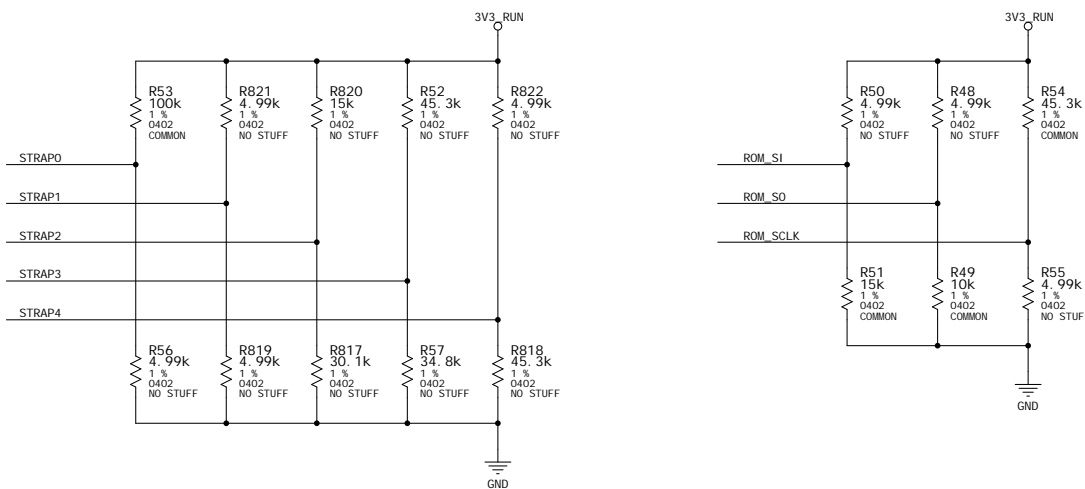 3V3_RUN
3V3_RUN
R53
100k
1 %
0402
COMMON
R821
4.99k
1 %
0402
NO STUFF
R820
15k
1 %
0402
NO STUFF
R52
45.3k
1 %
0402
NO STUFF
R822
4.99k
1 %
0402
NO STUFF
R50
4.99k
1 %
0402
NO STUFF
R48
4.99k
1 %
0402
NO STUFF
R54
45.3k
1 %
0402
COMMON
STRAP0
STRAP1
STRAP2
STRAP3
STRAP4
ROM_SI
ROM_SO
ROM_SCLK
R51
15k
1 %
0402
COMMON
R49
10k
1 %
0402
COMMON
R55
4.99k
1 %
0402
NO STUF
R56
4.99k
1 %
0402
NO STUFF
R819
4.99k
1 %
0402
NO STUFF
R817
30.1k
1 %
0402
NO STUFF
R57
34.8k
1 %
0402
NO STUFF
R818
45.3k
1 %
0402
NO STUFF
GND
GND